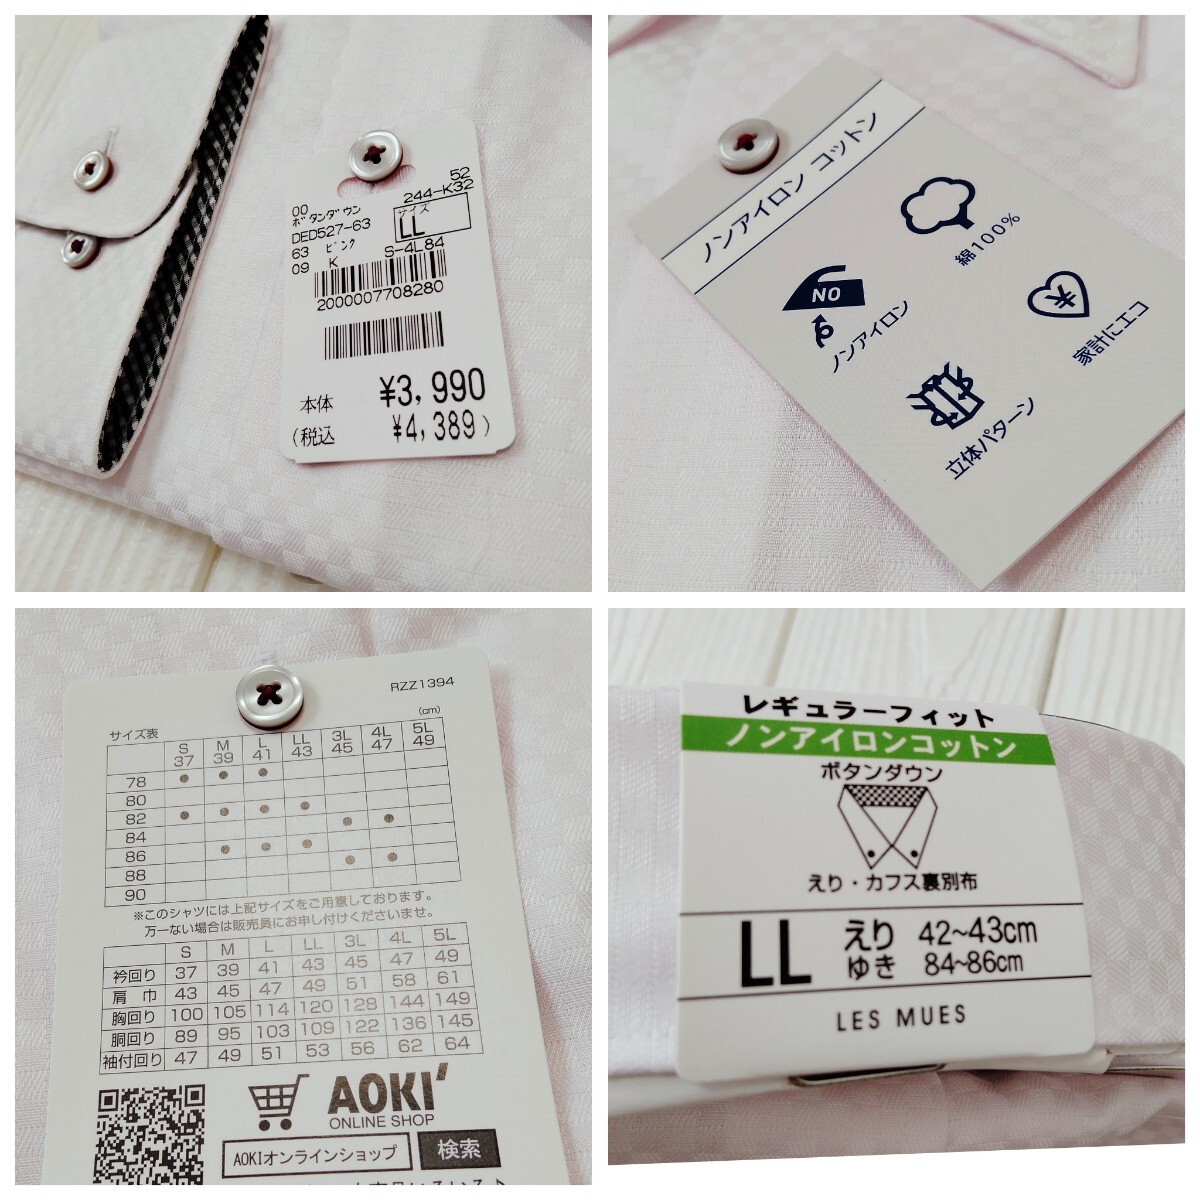 52
244-K32
00
ボタンダウン
サイズ
LL
DED527-63
63 ピンク
09 K S-4L84
2000007708280
本体 ¥3,990
(税込 ¥4,389)
ノンアイロン コットン
綿100%
NO
ノンアイロン
家計にエコ
立体パターン
RZZ1394
サイズ表 (cm)
S M L LL 3L 4L 5L
37 39 41 43 45 47 49
78
80
82
84
86
88
90
※このシャツには上記サイズをご用意しております。
万一ない場合は販売員にお申し付けくださいませ。
S M L LL 3L 4L 5L
衿回り 37 39 41 43 45 47 49
肩巾 43 45 47 49 51 58 61
胸回り 100 105 114 120 128 144 149
胴回り 89 95 103 109 122 136 145
袖付回り 47 49 51 53 56 62 64
AOKI
ONLINE SHOP
AOKIオンラインショップ 検索
レギュラーフィット
ノンアイロンコットン
ボタンダウン
えり・カフス裏別布
LL えり 42~43cm
ゆき 84~86cm
LES MUES